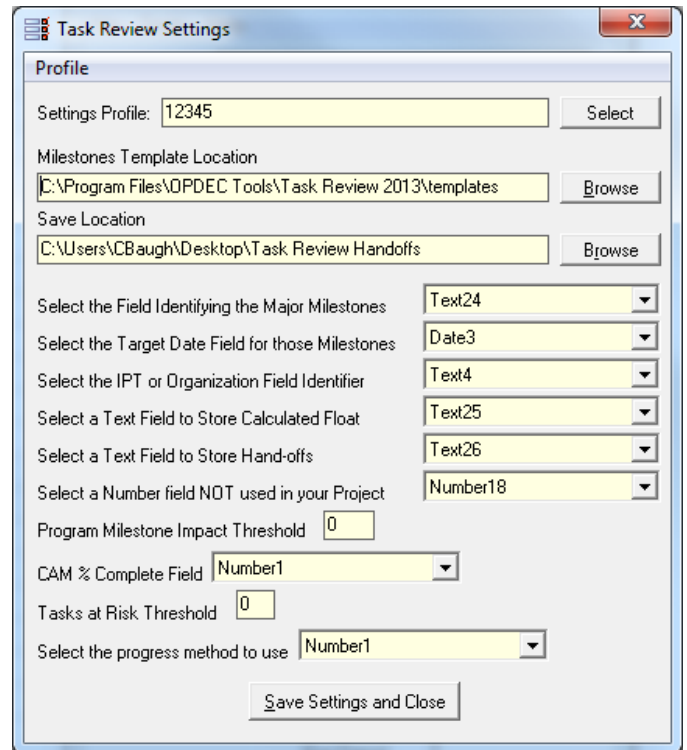 Task Review Settings
Profile
Settings Profile: 12345 Select
Milestones Template Location
C:\Program Files\OPDEC Tools\Task Review 2013\templates Browse
Save Location
C:\Users\CBaugh\Desktop\Task Review Handoffs Browse
Select the Field Identifying the Major Milestones Text24
Select the Target Date Field for those Milestones Date3
Select the IPT or Organization Field Identifier Text4
Select a Text Field to Store Calculated Float Text25
Select a Text Field to Store Hand-offs Text26
Select a Number field NOT used in your Project Number18
Program Milestone Impact Threshold 0
CAM % Complete Field Number1
Tasks at Risk Threshold 0
Select the progress method to use Number1
Save Settings and Close